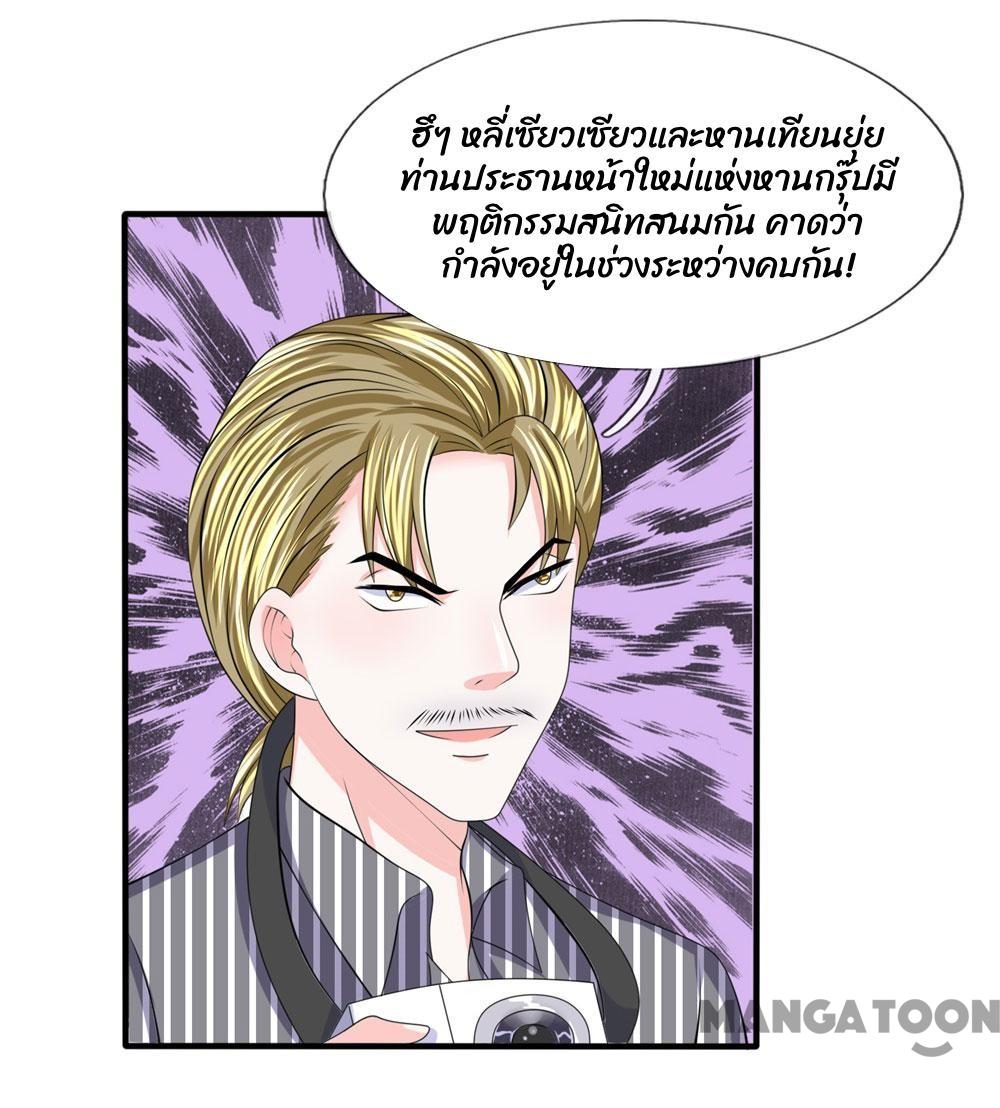 ฮึๆ หลี่เซียวเซียวและหานเทียนยุ่ย
ท่านประธานหน้าใหม่แห่งหานกรุ๊ปมี
พฤติกรรมสนิทสนมกัน คาดว่า
กำลังอยู่ในช่วงระหว่างคบกัน!
MANGATOON